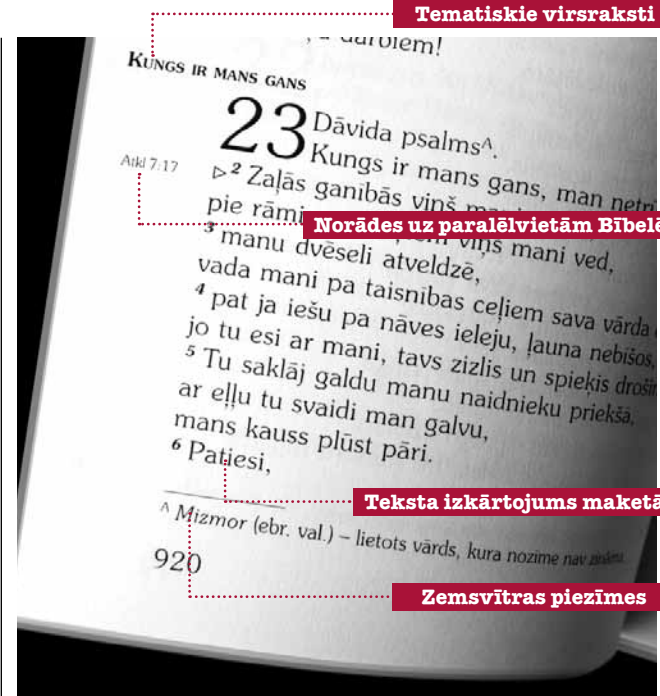 Tematiskie virsraksti
darbiem!
KUNGS IR MANS GANS
23 Dāvida psalms^A.
Kungs ir mans gans, man netrū
Atkl 7:17
▷2 Zaļās ganībās viņš
pie rāmi viņš mani ved,
Norādes uz paralēlvietām Bībelē
3 manu dvēseli atveldzē,
vada mani pa taisnības ceļiem sava vārda
4 pat ja iešu pa nāves ieleju, ļauna nebīšos,
jo tu esi ar mani, tavs zizlis un spieķis drošin
5 Tu saklāj galdu manu naidnieku priekšā,
ar eļļu tu svaidi man galvu,
mans kauss plūst pāri.
6 Patiesi,
Teksta izkārtojums maketā
^A Mizmor (ebr. val.) – lietots vārds, kura nozīme nav zināma.
920
Zemsvītras piezīmes